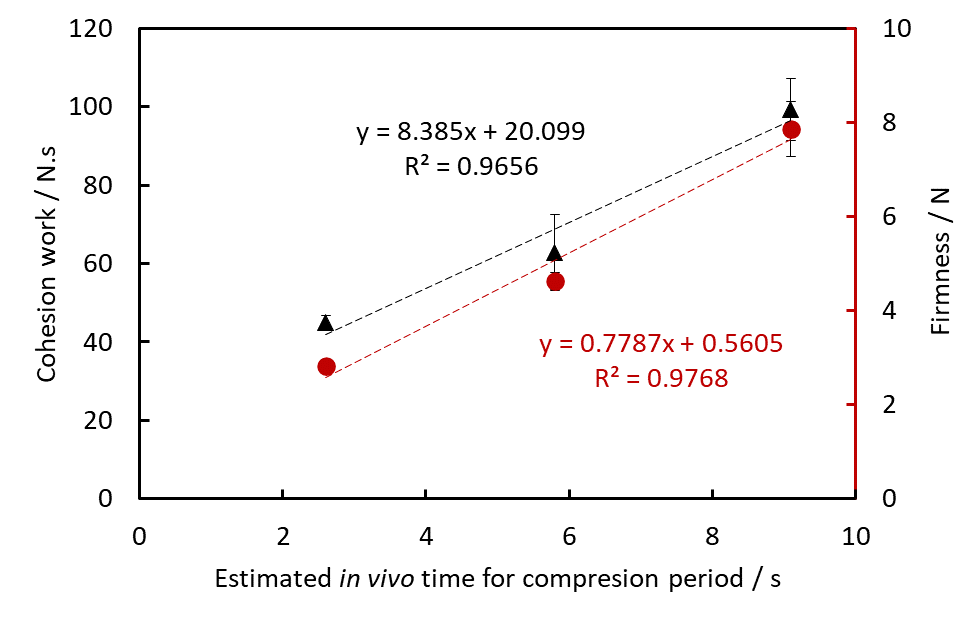 120
100
80
60
40
20
0
Cohesion work / N.s
y = 8.385x + 20.099
R² = 0.9656
y = 0.7787x + 0.5605
R² = 0.9768
10
8
6
4
2
0
Firmness / N
0 2 4 6 8 10
Estimated in vivo time for compresion period / s